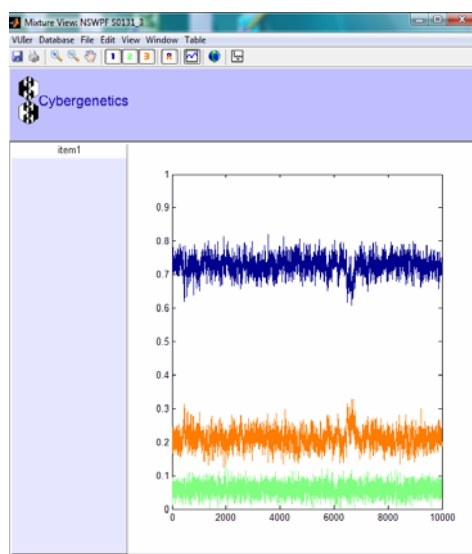 Mixture View: NSWPF S0131_3
VUIer Database File Edit View Window Table
1 2 3 A
Cybergenetics
item1
1
0.9
0.8
0.7
0.6
0.5
0.4
0.3
0.2
0.1
0
0 2000 4000 6000 8000 10000